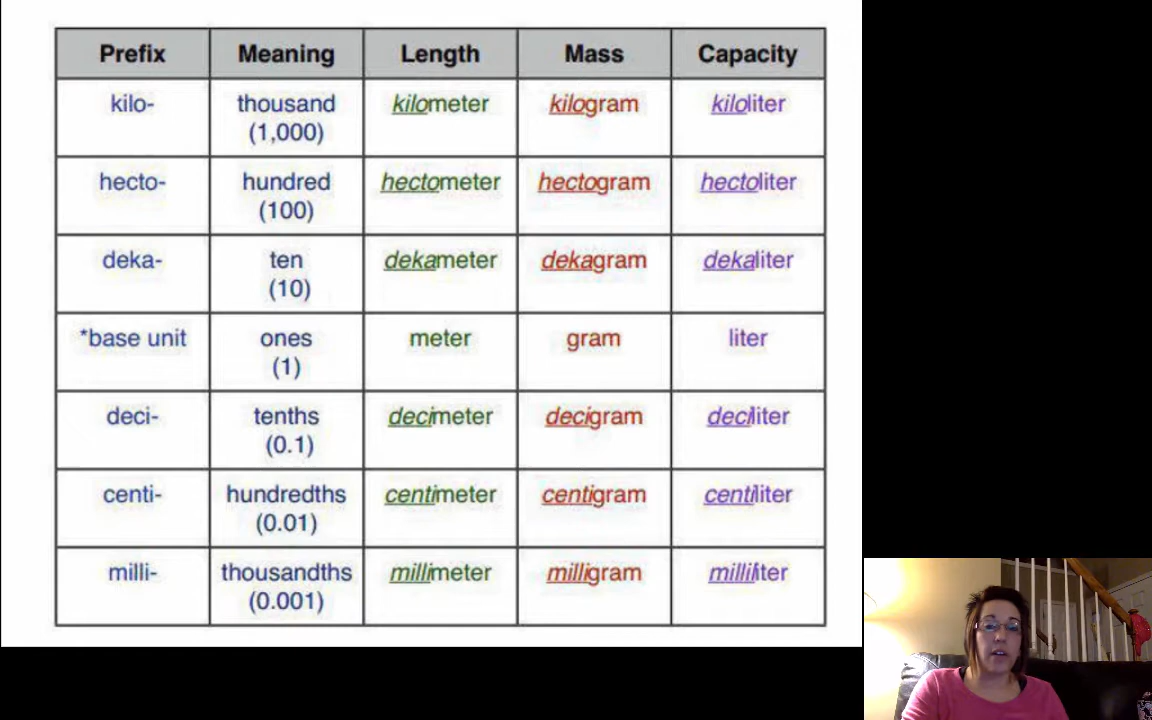 Prefix Meaning Length Mass Capacity
kilo- thousand kilometer kilogram kiloliter
(1,000)
hecto- hundred hectometer hectogram hectoliter
(100)
deka- ten dekameter dekagram dekaliter
(10)
*base unit ones meter gram liter
(1)
deci- tenths decimeter decigram deciliter
(0.1)
centi- hundredths centimeter centigram centiliter
(0.01)
milli- thousandths millimeter milligram milliliter
(0.001)